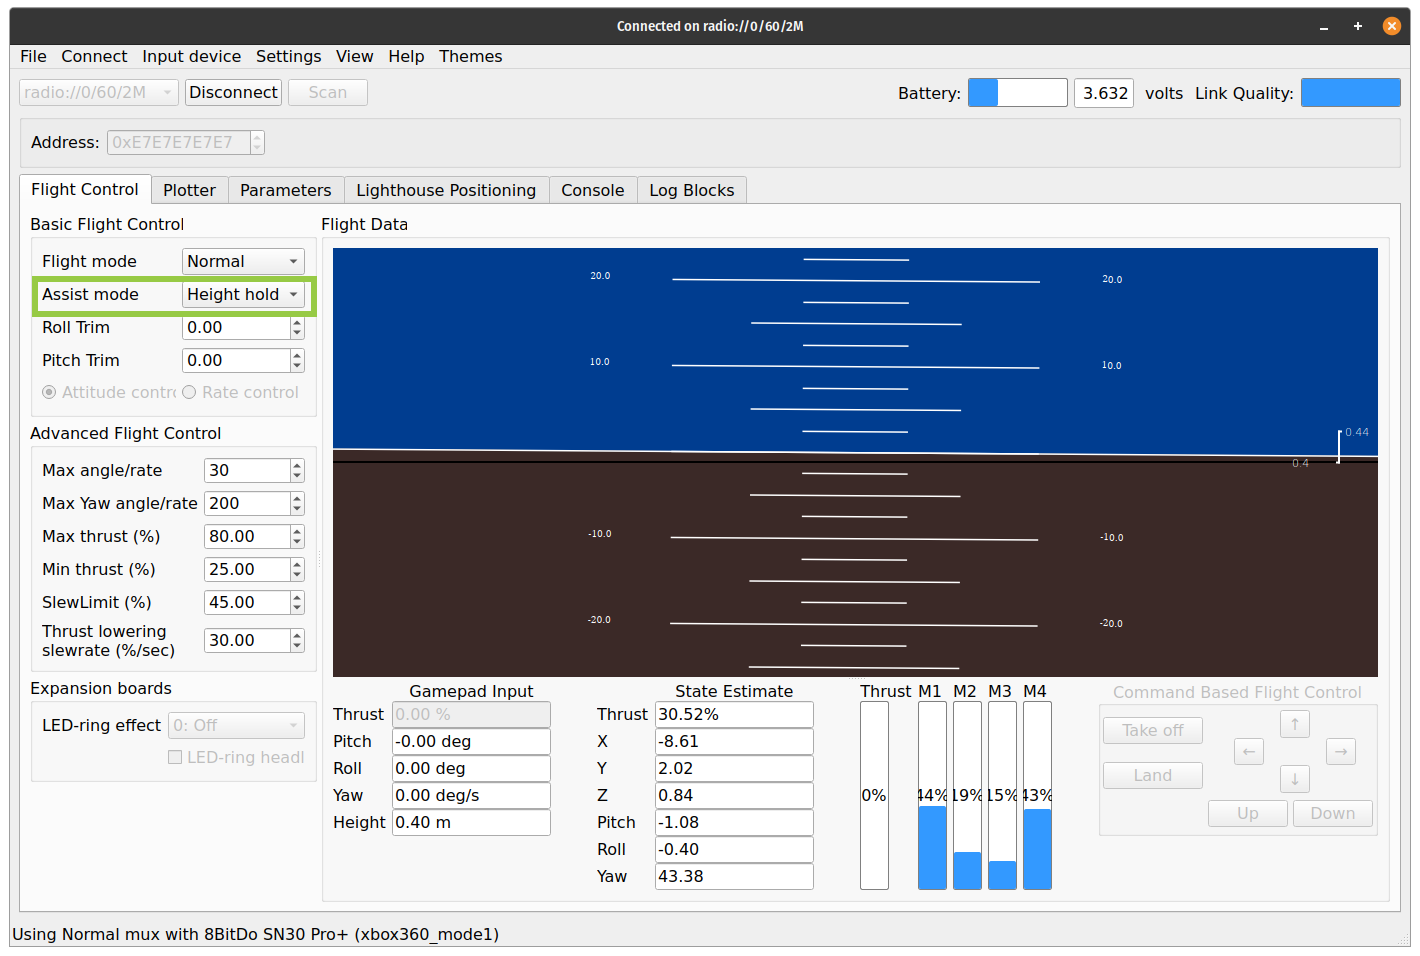 Connected on radio://0/60/2M
File Connect Input device Settings View Help Themes
radio://0/60/2M Disconnect Scan Battery: 3.632 volts Link Quality:
Address: 0xE7E7E7E7E7
Flight Control Plotter Parameters Lighthouse Positioning Console Log Blocks
Basic Flight Control
Flight mode Normal
Assist mode Height hold
Roll Trim 0.00
Pitch Trim 0.00
Attitude contr Rate control
Advanced Flight Control
Max angle/rate 30
Max Yaw angle/rate 200
Max thrust (%) 80.00
Min thrust (%) 25.00
SlewLimit (%) 45.00
Thrust lowering
slewrate (%/sec) 30.00
Expansion boards
LED-ring effect 0: Off
LED-ring headl
Flight Data
20.0 20.0
10.0 10.0
0.44
0.4
-10.0 -10.0
-20.0 -20.0
Gamepad Input
Thrust 0.00 %
Pitch -0.00 deg
Roll 0.00 deg
Yaw 0.00 deg/s
Height 0.40 m
State Estimate
Thrust 30.52%
X -8.61
Y 2.02
Z 0.84
Pitch -1.08
Roll -0.40
Yaw 43.38
Thrust M1 M2 M3 M4
0% 44% 19% 15% 43%
Command Based Flight Control
Take off ↑
← →
Land ↓
Up Down
Using Normal mux with 8BitDo SN30 Pro+ (xbox360_mode1)